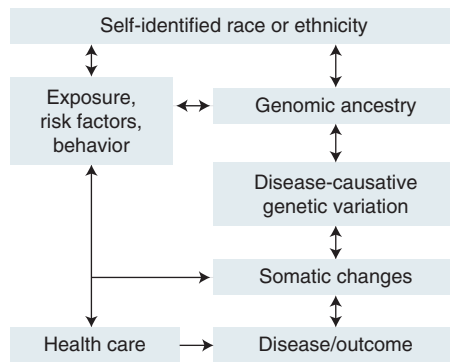 Self-identified race or ethnicity
Exposure,
risk factors,
behavior
Genomic ancestry
Disease-causative
genetic variation
Somatic changes
Health care
Disease/outcome